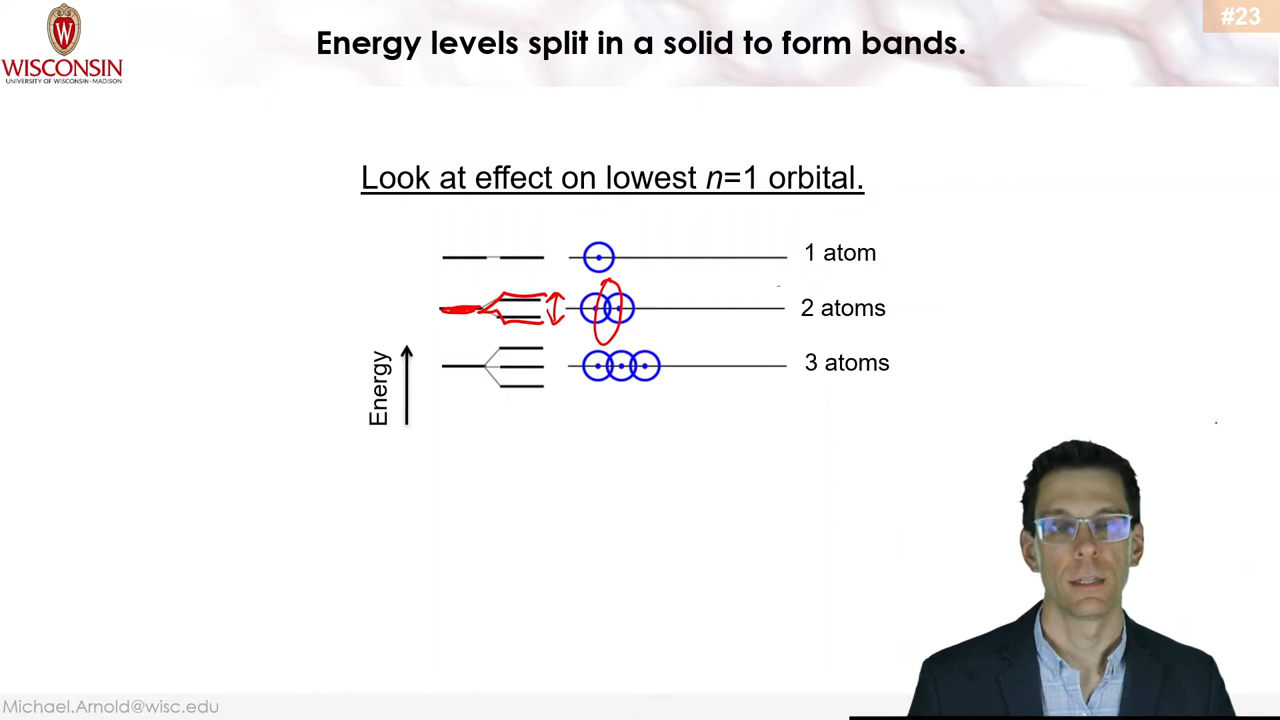 #23
W
WISCONSIN
UNIVERSITY OF WISCONSIN-MADISON
Energy levels split in a solid to form bands.
Look at effect on lowest n=1 orbital.
1 atom
2 atoms
3 atoms
Energy
Michael.Arnold@wisc.edu